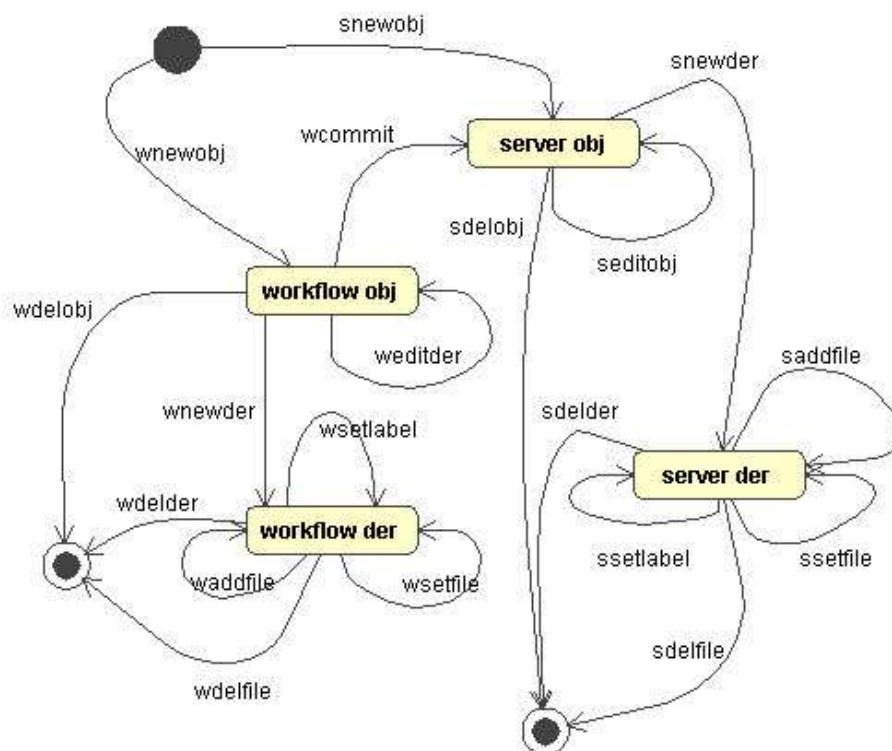 snewobj
snewder
wcommit
server obj
wnewobj
sdelobj
seditobj
workflow obj
wdelobj
weditder
saddfile
wnewder
sdelder
wsetlabel
server der
wdelder
workflow der
ssetlabel
ssetfile
waddfile
wsetfile
sdelfile
wdelfile